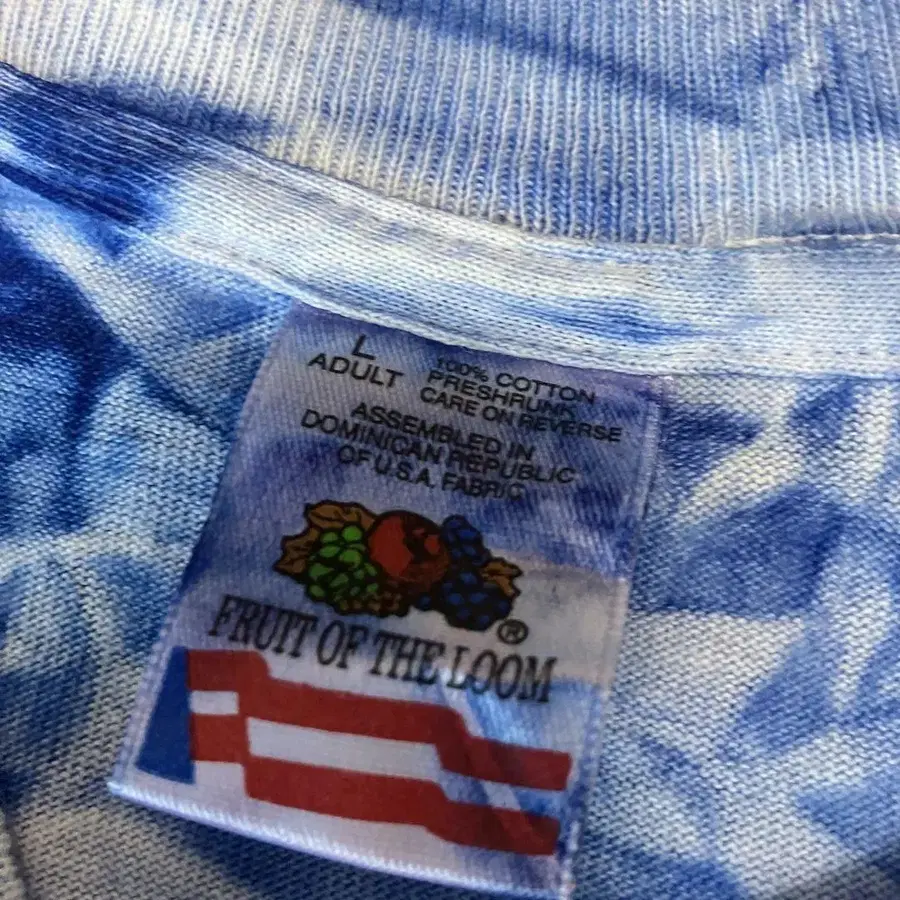 L
ADULT
100% COTTON
PRESHRUNK
CARE ON REVERSE
ASSEMBLED IN
DOMINICAN REPUBLIC
OF U.S.A. FABRIC
FRUIT OF THE LOOM®